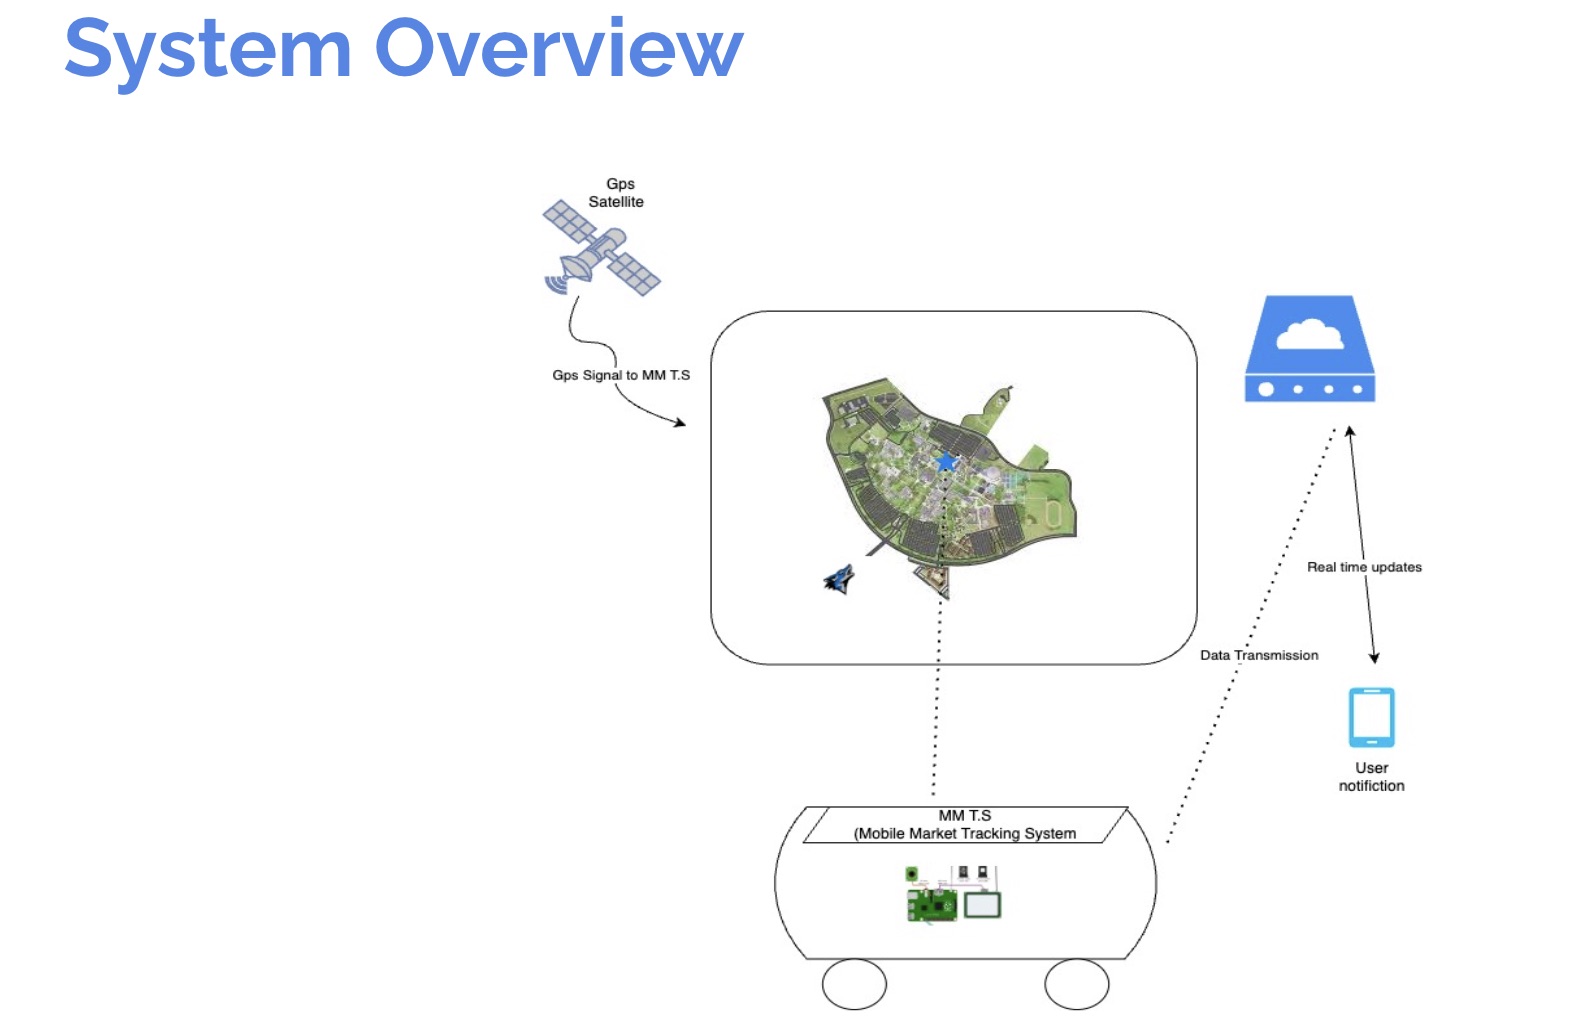 System Overview
Gps
Satellite
Gps Signal to MM T.S
Real time updates
Data Transmission
User
notifiction
MM T.S
(Mobile Market Tracking System